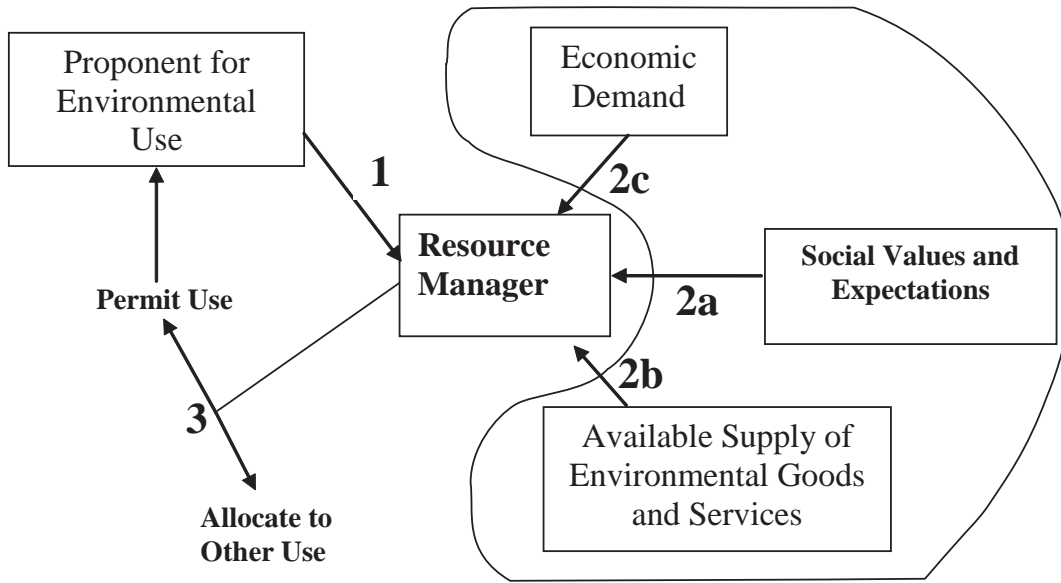 Proponent for
Environmental
Use
1
Economic
Demand
2c
Resource
Manager
Social Values and
Expectations
2a
Permit Use
2b
3
Available Supply of
Environmental Goods
and Services
Allocate to
Other Use